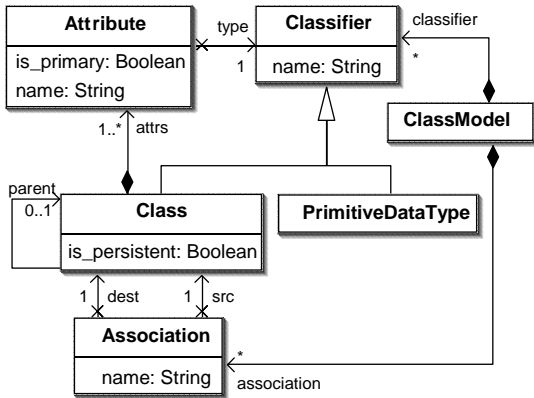 Attribute
is_primary: Boolean
name: String
type
1
Classifier
name: String
classifier
*
ClassModel
1..*
attrs
parent
0..1
Class
is_persistent: Boolean
PrimitiveDataType
1
dest
1
src
Association
name: String
*
association